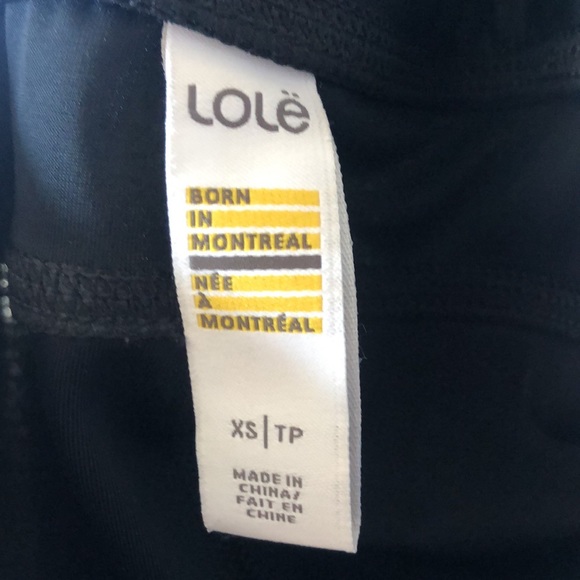 LOLË
BORN
IN
MONTREAL
NÉE
À
MONTRÉAL
XS|TP
MADE IN
CHINA/
FAIT EN
CHINE